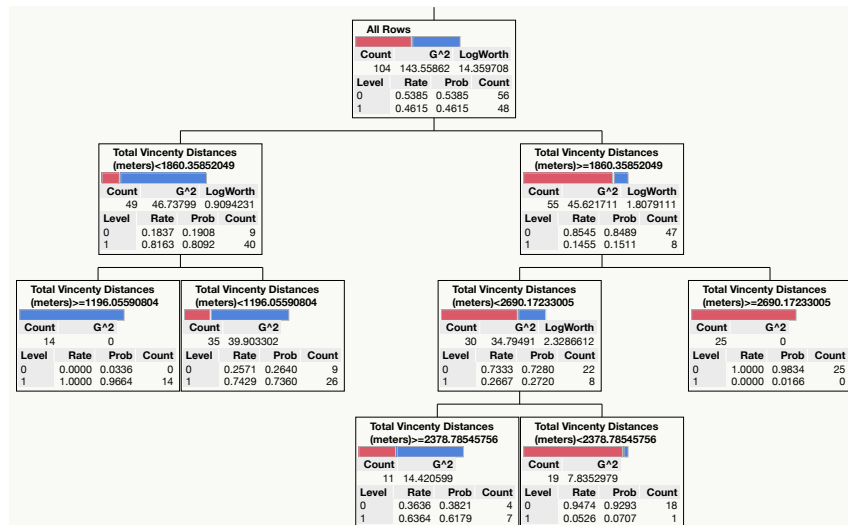 All Rows
Count G^2 LogWorth
104 143.55862 14.359708
Level Rate Prob Count
0 0.5385 0.5385 56
1 0.4615 0.4615 48
Total Vincenty Distances
(meters)<1860.35852049
Count G^2 LogWorth
49 46.73799 0.9094231
Level Rate Prob Count
0 0.1837 0.1908 9
1 0.8163 0.8092 40
Total Vincenty Distances
(meters)>=1860.35852049
Count G^2 LogWorth
55 45.621711 1.8079111
Level Rate Prob Count
0 0.8545 0.8489 47
1 0.1455 0.1511 8
Total Vincenty Distances
(meters)>=1196.05590804
Count G^2
14 0
Level Rate Prob Count
0 0.0000 0.0336 0
1 1.0000 0.9664 14
Total Vincenty Distances
(meters)<1196.05590804
Count G^2
35 39.903302
Level Rate Prob Count
0 0.2571 0.2640 9
1 0.7429 0.7360 26
Total Vincenty Distances
(meters)<2690.17233005
Count G^2 LogWorth
30 34.79491 2.3286612
Level Rate Prob Count
0 0.7333 0.7280 22
1 0.2667 0.2720 8
Total Vincenty Distances
(meters)>=2690.17233005
Count G^2
25 0
Level Rate Prob Count
0 1.0000 0.9834 25
1 0.0000 0.0166 0
Total Vincenty Distances
(meters)>=2378.78545756
Count G^2
11 14.420599
Level Rate Prob Count
0 0.3636 0.3821 4
1 0.6364 0.6179 7
Total Vincenty Distances
(meters)<2378.78545756
Count G^2
19 7.8352979
Level Rate Prob Count
0 0.9474 0.9293 18
1 0.0526 0.0707 1